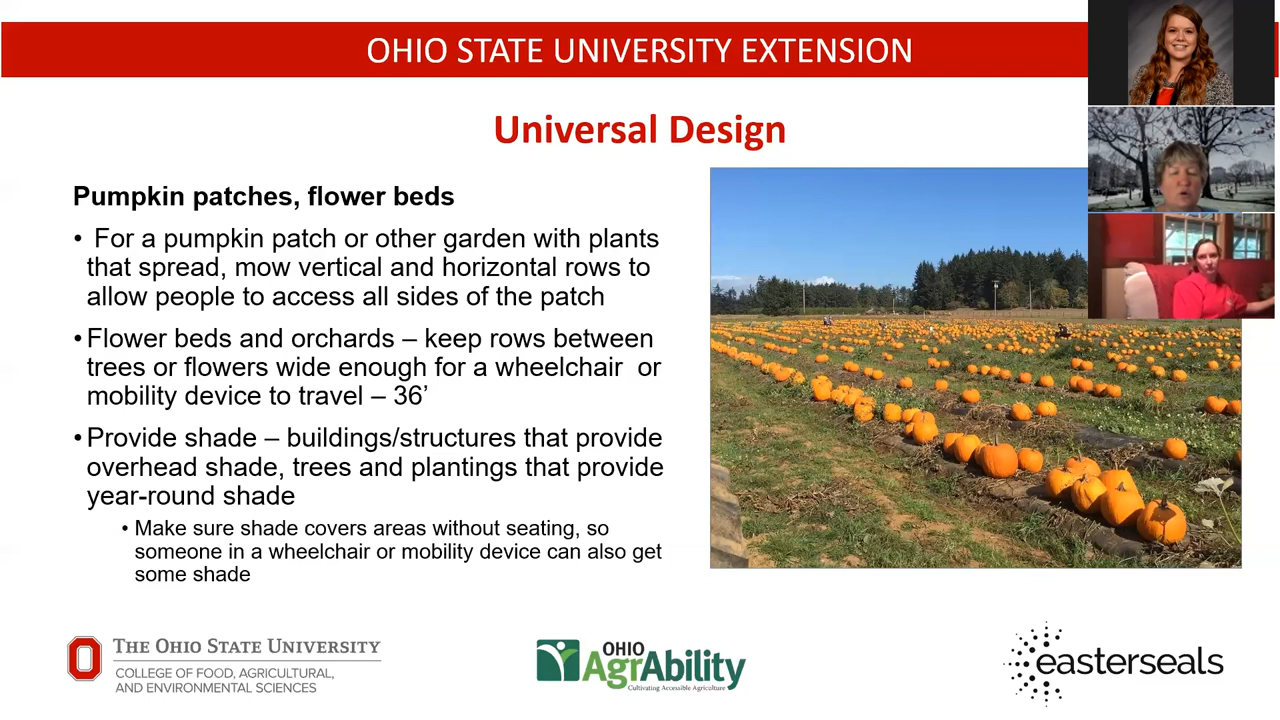 OHIO STATE UNIVERSITY EXTENSION
Universal Design
Pumpkin patches, flower beds
• For a pumpkin patch or other garden with plants
that spread, mow vertical and horizontal rows to
allow people to access all sides of the patch
• Flower beds and orchards – keep rows between
trees or flowers wide enough for a wheelchair or
mobility device to travel – 36’
• Provide shade – buildings/structures that provide
overhead shade, trees and plantings that provide
year-round shade
• Make sure shade covers areas without seating, so
someone in a wheelchair or mobility device can also get
some shade
THE OHIO STATE UNIVERSITY
COLLEGE OF FOOD, AGRICULTURAL,
AND ENVIRONMENTAL SCIENCES
OHIO
AgrAbility
Cultivating Accessible Agriculture
easterseals